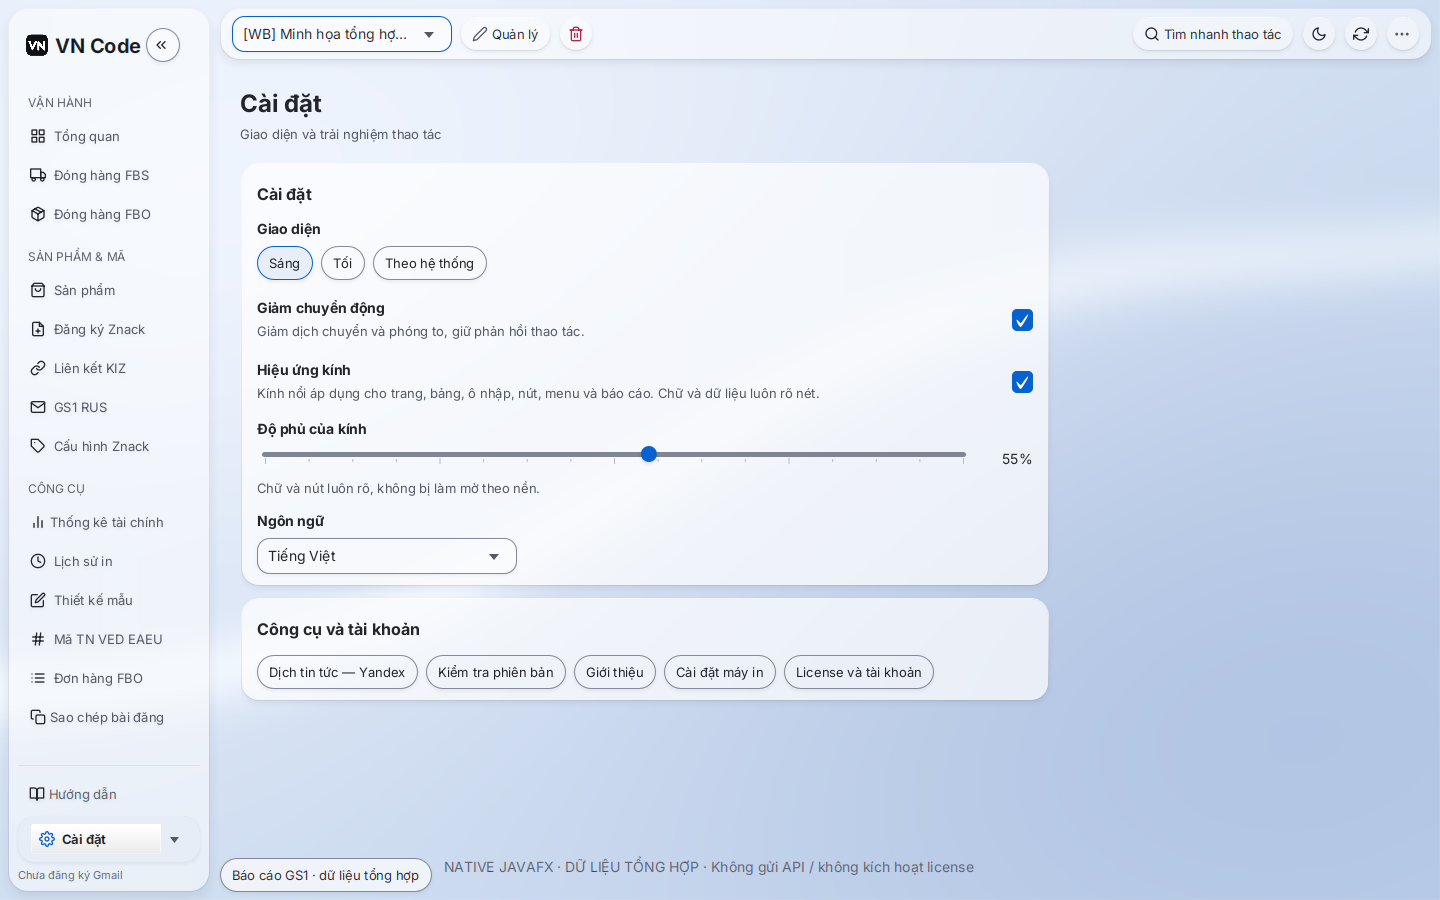 VN VN Code
VẬN HÀNH
Tổng quan
Đóng hàng FBS
Đóng hàng FBO
SẢN PHẨM & MÃ
Sản phẩm
Đăng ký Znack
Liên kết KIZ
GS1 RUS
Cấu hình Znack
CÔNG CỤ
Thống kê tài chính
Lịch sử in
Thiết kế mẫu
Mã TN VED EAEU
Đơn hàng FBO
Sao chép bài đăng
Hướng dẫn
Cài đặt
Chưa đăng ký Gmail
[WB] Minh họa tổng hợ... Quản lý Tìm nhanh thao tác
Cài đặt
Giao diện và trải nghiệm thao tác
Cài đặt
Giao diện
Sáng Tối Theo hệ thống
Giảm chuyển động
Giảm dịch chuyển và phóng to, giữ phản hồi thao tác.
Hiệu ứng kính
Kính nổi áp dụng cho trang, bảng, ô nhập, nút, menu và báo cáo. Chữ và dữ liệu luôn rõ nét.
Độ phủ của kính
55%
Chữ và nút luôn rõ, không bị làm mờ theo nền.
Ngôn ngữ
Tiếng Việt
Công cụ và tài khoản
Dịch tin tức — Yandex Kiểm tra phiên bản Giới thiệu Cài đặt máy in License và tài khoản
Báo cáo GS1 · dữ liệu tổng hợp NATIVE JAVAFX · DỮ LIỆU TỔNG HỢP · Không gửi API / không kích hoạt license